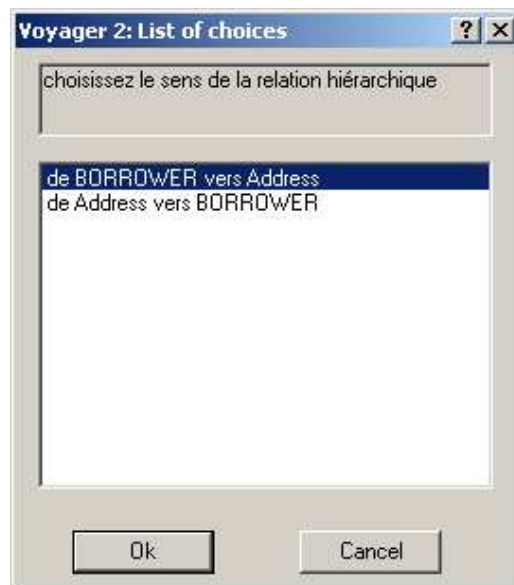 Voyager 2: List of choices
choisissez le sens de la relation hiérarchique
de BORROWER vers Address
de Address vers BORROWER
Ok
Cancel